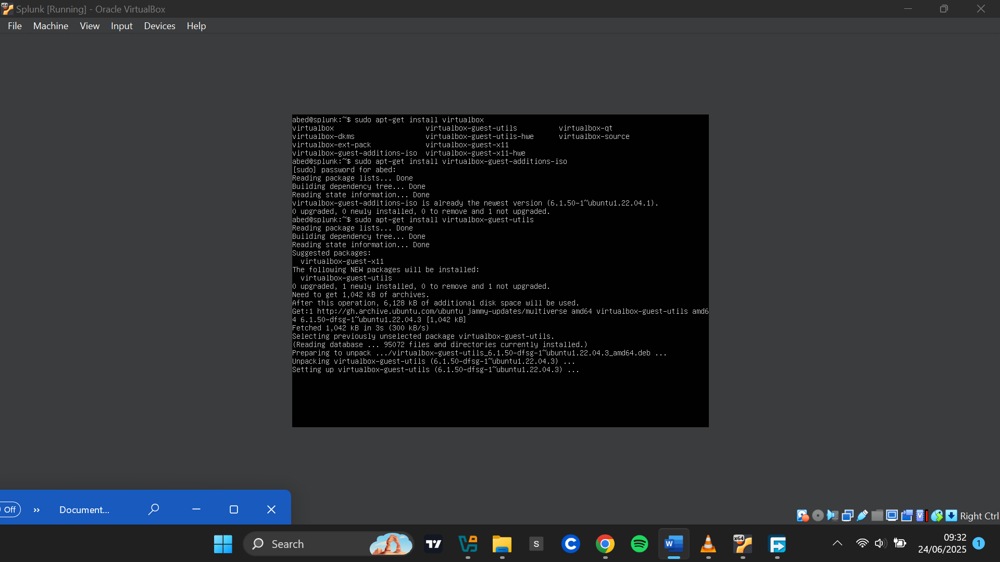 Splunk [Running] - Oracle VirtualBox
File Machine View Input Devices Help
abed@splunk:~$ sudo apt-get install virtualbox
virtualbox virtualbox-guest-utils virtualbox-qt
virtualbox-dkms virtualbox-guest-utils-hwe virtualbox-source
virtualbox-ext-pack virtualbox-guest-x11
virtualbox-guest-additions-iso virtualbox-guest-x11-hwe
abed@splunk:~$ sudo apt-get install virtualbox-guest-additions-iso
[sudo] password for abed:
Reading package lists... Done
Building dependency tree... Done
Reading state information... Done
virtualbox-guest-additions-iso is already the newest version (6.1.50-1~ubuntu1.22.04.1).
0 upgraded, 0 newly installed, 0 to remove and 1 not upgraded.
abed@splunk:~$ sudo apt-get install virtualbox-guest-utils
Reading package lists... Done
Building dependency tree... Done
Reading state information... Done
Suggested packages:
virtualbox-guest-x11
The following NEW packages will be installed:
virtualbox-guest-utils
0 upgraded, 1 newly installed, 0 to remove and 1 not upgraded.
Need to get 1,042 kB of archives.
After this operation, 6,128 kB of additional disk space will be used.
Get:1 http://gh.archive.ubuntu.com/ubuntu jammy-updates/multiverse amd64 virtualbox-guest-utils amd6
4 6.1.50-dfsg-1~ubuntu1.22.04.3 [1,042 kB]
Fetched 1,042 kB in 3s (300 kB/s)
Selecting previously unselected package virtualbox-guest-utils.
(Reading database ... 95072 files and directories currently installed.)
Preparing to unpack .../virtualbox-guest-utils_6.1.50-dfsg-1~ubuntu1.22.04.3_amd64.deb ...
Unpacking virtualbox-guest-utils (6.1.50-dfsg-1~ubuntu1.22.04.3) ...
Setting up virtualbox-guest-utils (6.1.50-dfsg-1~ubuntu1.22.04.3) ...
Off » Document...
Right Ctrl
Search
S
x64
09:32
24/06/2025
1